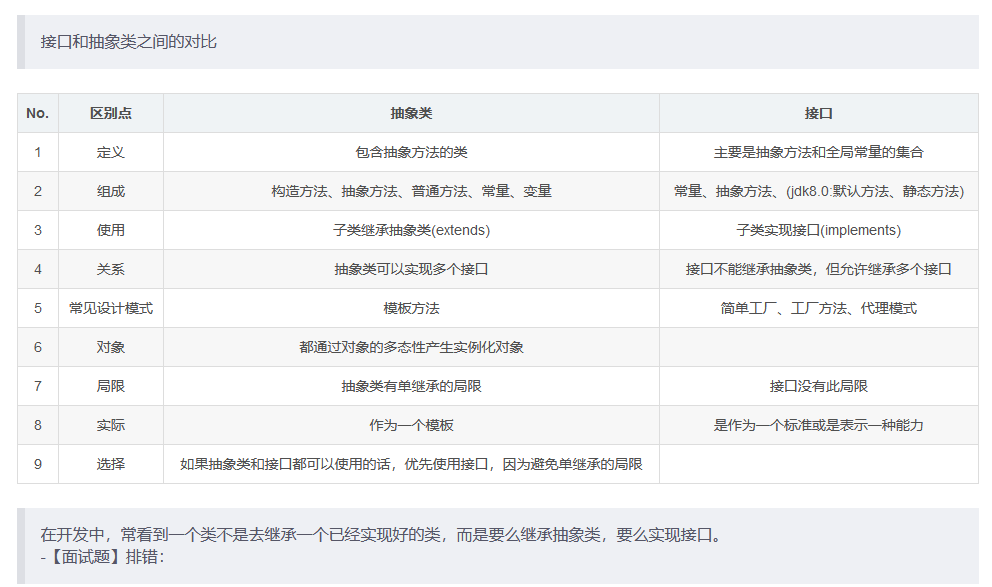 接口和抽象类之间的对比
No. 区别点 抽象类 接口
1 定义 包含抽象方法的类 主要是抽象方法和全局常量的集合
2 组成 构造方法、抽象方法、普通方法、常量、变量 常量、抽象方法、(jdk8.0:默认方法、静态方法)
3 使用 子类继承抽象类(extends) 子类实现接口(implements)
4 关系 抽象类可以实现多个接口 接口不能继承抽象类，但允许继承多个接口
5 常见设计模式 模板方法 简单工厂、工厂方法、代理模式
6 对象 都通过对象的多态性产生实例化对象
7 局限 抽象类有单继承的局限 接口没有此局限
8 实际 作为一个模板 是作为一个标准或是表示一种能力
9 选择 如果抽象类和接口都可以使用的话，优先使用接口，因为避免单继承的局限
在开发中，常看到一个类不是去继承一个已经实现好的类，而是要么继承抽象类，要么实现接口。
-【面试题】排错：